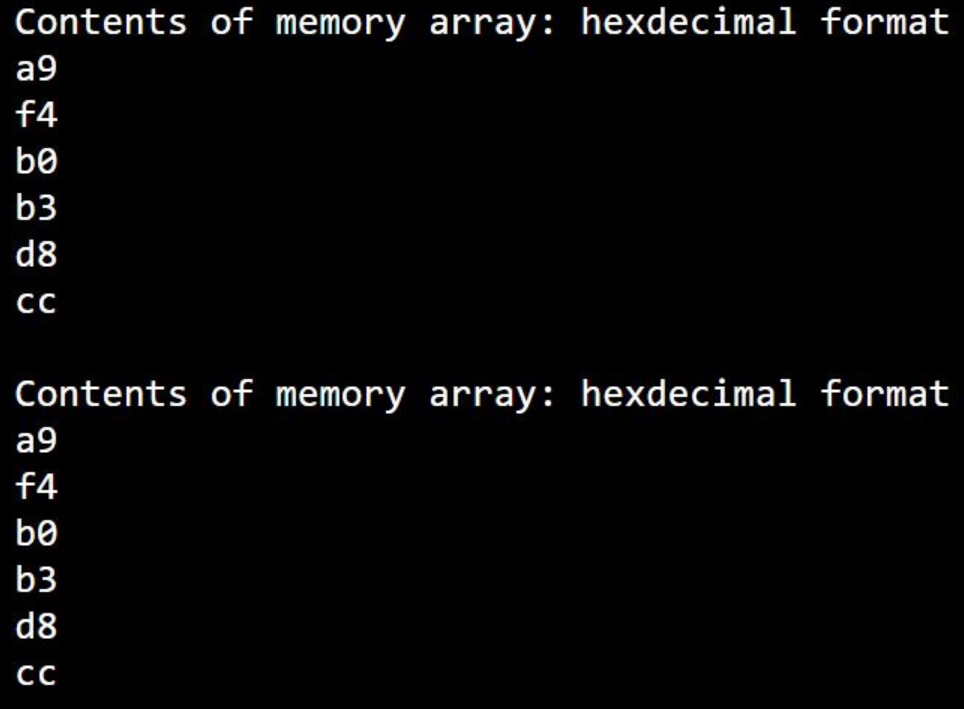 Contents of memory array: hexdecimal format
a9
f4
b0
b3
d8
cc
Contents of memory array: hexdecimal format
a9
f4
b0
b3
d8
cc